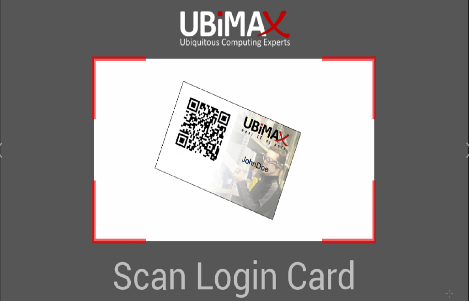 UBiMAX
Ubiquitous Computing Experts
UBiMAX
JohnDoe
Scan Login Card